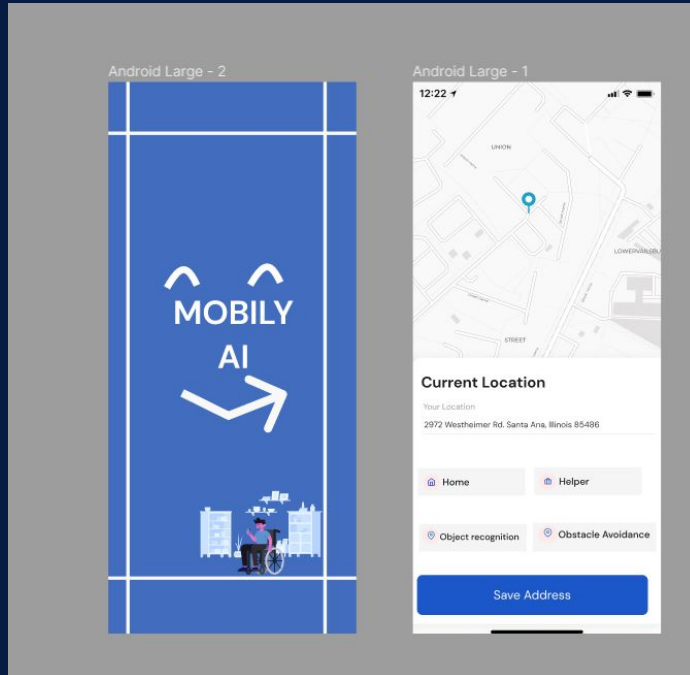 Android Large - 2
MOBILY
AI
Android Large - 1
12:22
UNION
LOWERVAILSBU
STREET
Current Location
Your Location
2972 Westheimer Rd. Santa Ana, Illinois 85486
Home
Helper
Object recognition
Obstacle Avoidance
Save Address